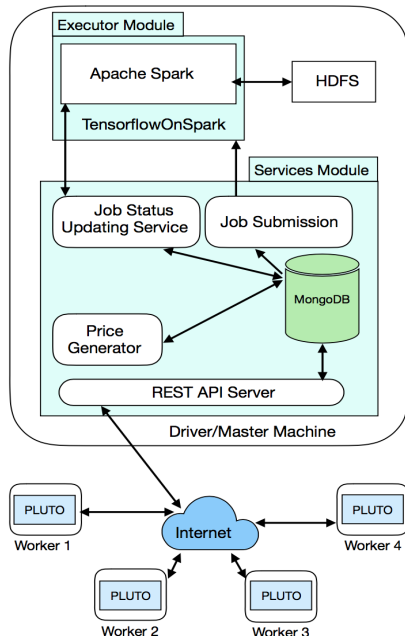 Executor Module
Apache Spark
HDFS
TensorflowOnSpark
Services Module
Job Status
Updating Service
Job Submission
MongoDB
Price
Generator
REST API Server
Driver/Master Machine
PLUTO
Worker 1
Internet
PLUTO
Worker 4
PLUTO
Worker 2
PLUTO
Worker 3